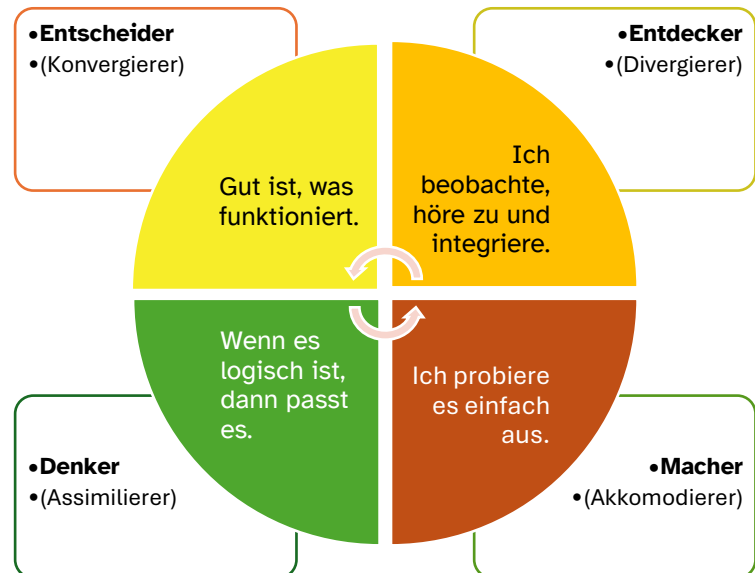 •Entscheider
•(Konvergierer)
•Entdecker
•(Divergierer)
Gut ist, was
funktioniert.
Ich
beobachte,
höre zu und
integriere.
Wenn es
logisch ist,
dann passt
es.
Ich probiere
es einfach
aus.
•Denker
•(Assimilierer)
•Macher
•(Akkomodierer)